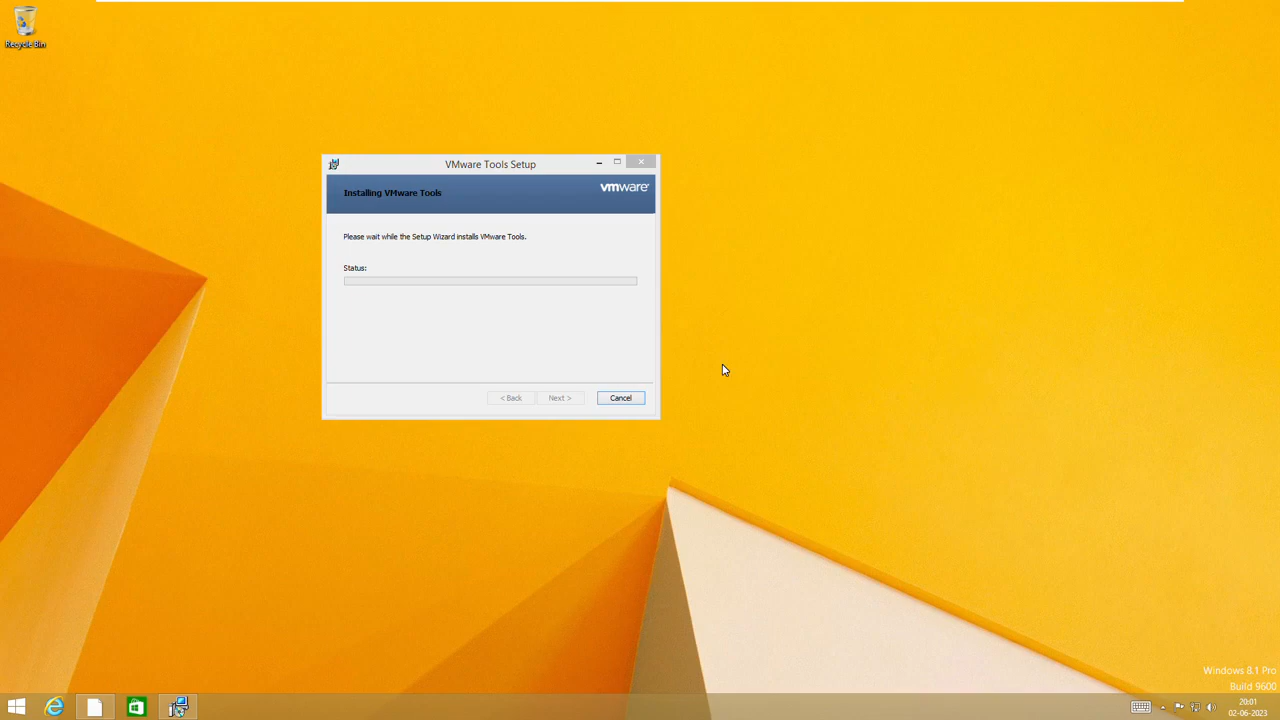 Recycle Bin
VMware Tools Setup
Installing VMware Tools
vmware
Please wait while the Setup Wizard installs VMware Tools.
Status:
< Back
Next >
Cancel
Windows 8.1 Pro
Build 9600
20:01
02-06-2023